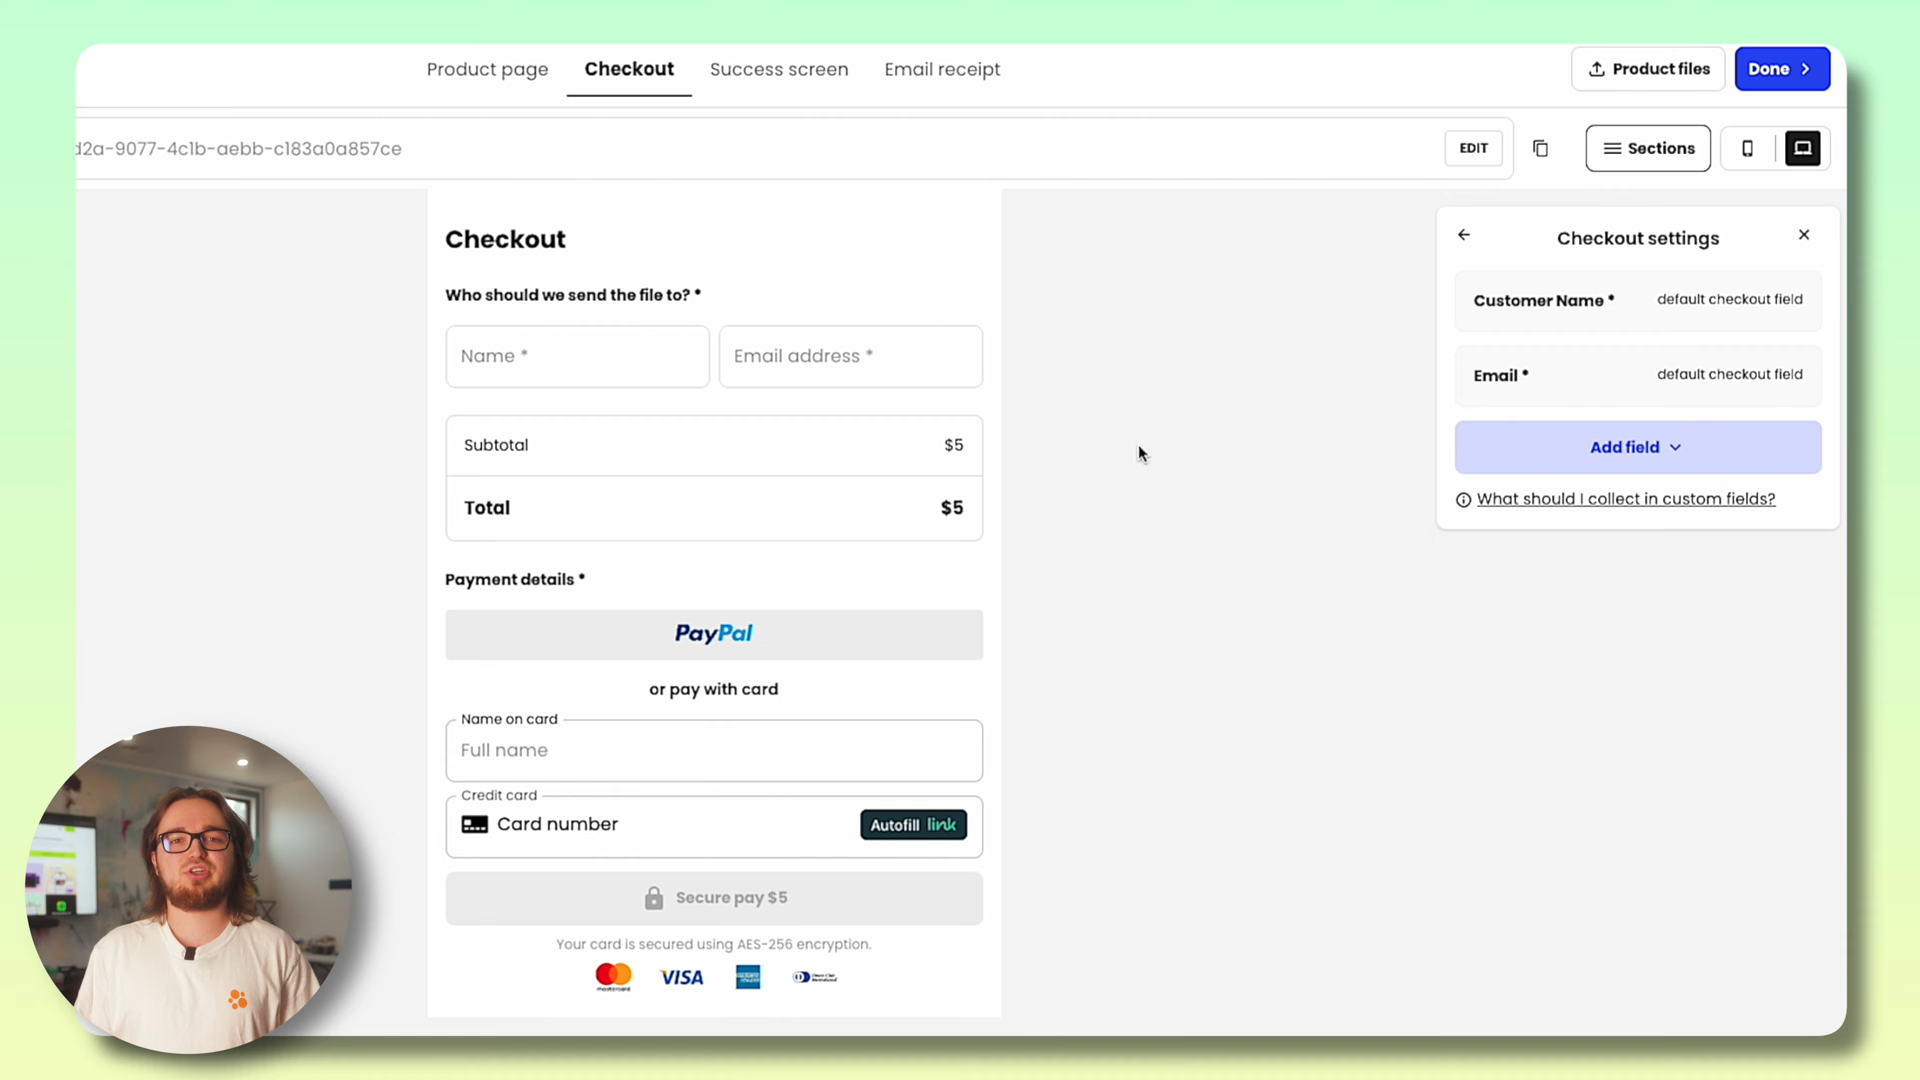 Product page
Checkout
Success screen
Email receipt
Product files
Done
d2a-9077-4c1b-aebb-c183a0a857ce
EDIT
Sections
Checkout
Who should we send the file to? *
Name *
Email address *
Subtotal
$5
Total
$5
Payment details *
PayPal
or pay with card
Name on card
Full name
Credit card
Card number
Autofill link
Secure pay $5
Your card is secured using AES-256 encryption.
mastercard
VISA
Checkout settings
Customer Name *
default checkout field
Email *
default checkout field
Add field
What should I collect in custom fields?